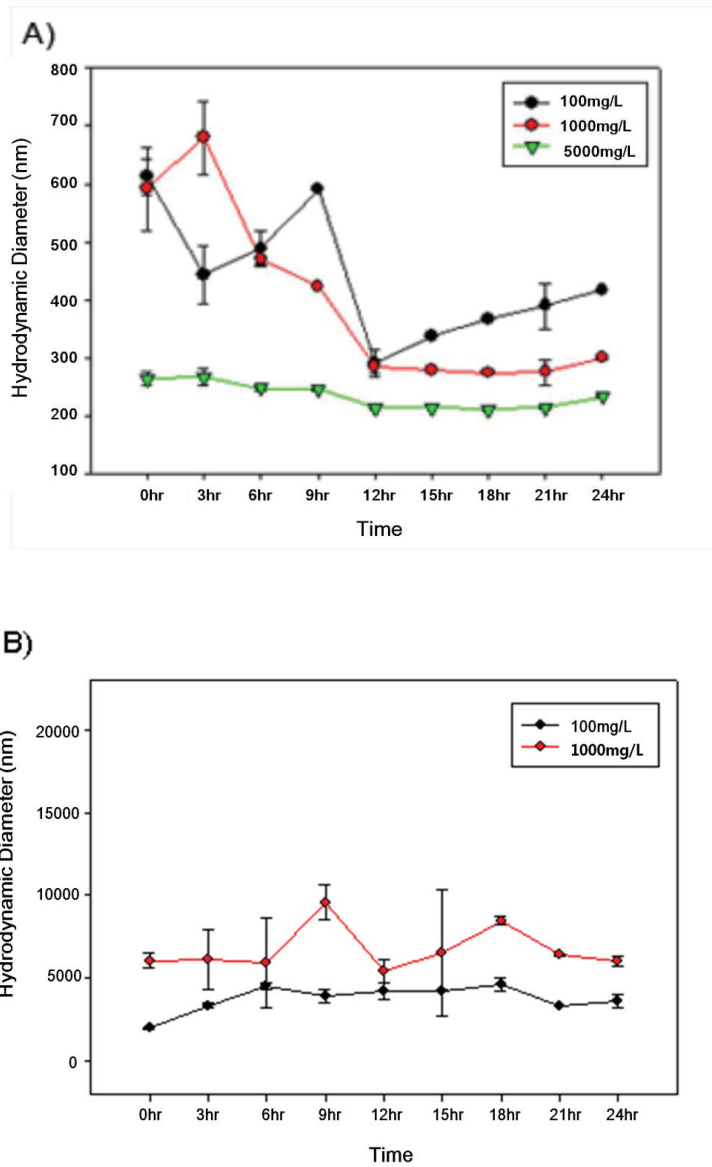 A)
800
700
600
500
400
300
200
100
Hydrodynamic Diameter (nm)
100mg/L
1000mg/L
5000mg/L
0hr 3hr 6hr 9hr 12hr 15hr 18hr 21hr 24hr
Time
B)
20000
15000
10000
5000
0
Hydrodynamic Diameter (nm)
100mg/L
1000mg/L
0hr 3hr 6hr 9hr 12hr 15hr 18hr 21hr 24hr
Time